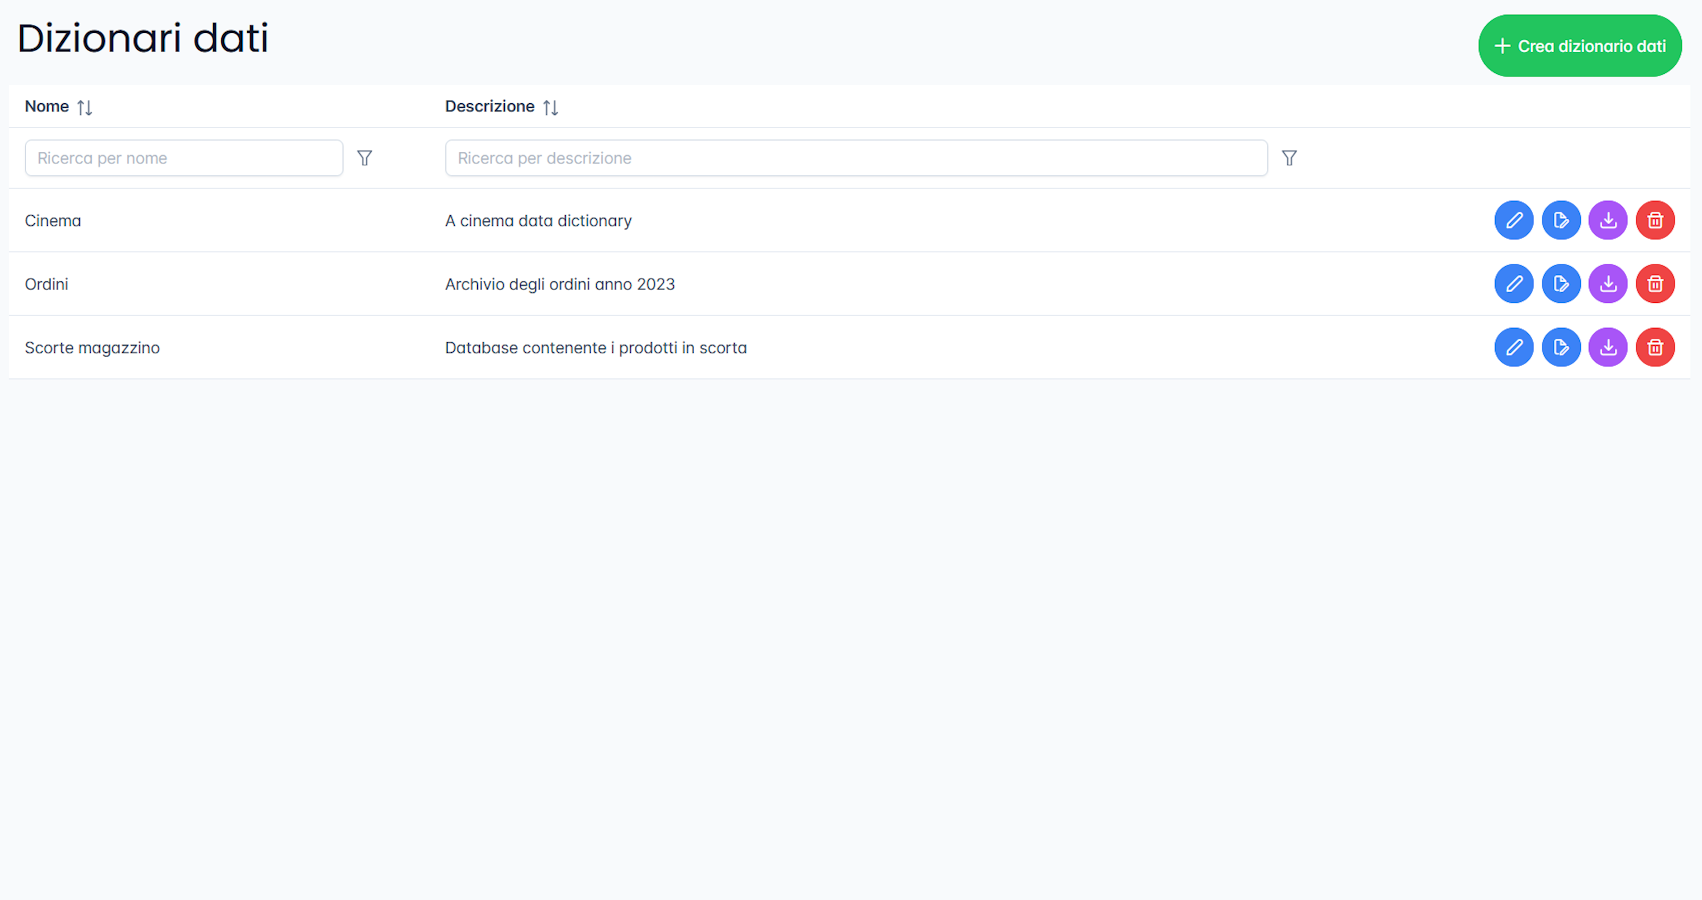 Dizionari dati
Crea dizionario dati
Nome Descrizione
Ricerca per nome Ricerca per descrizione
Cinema A cinema data dictionary
Ordini Archivio degli ordini anno 2023
Scorte magazzino Database contenente i prodotti in scorta